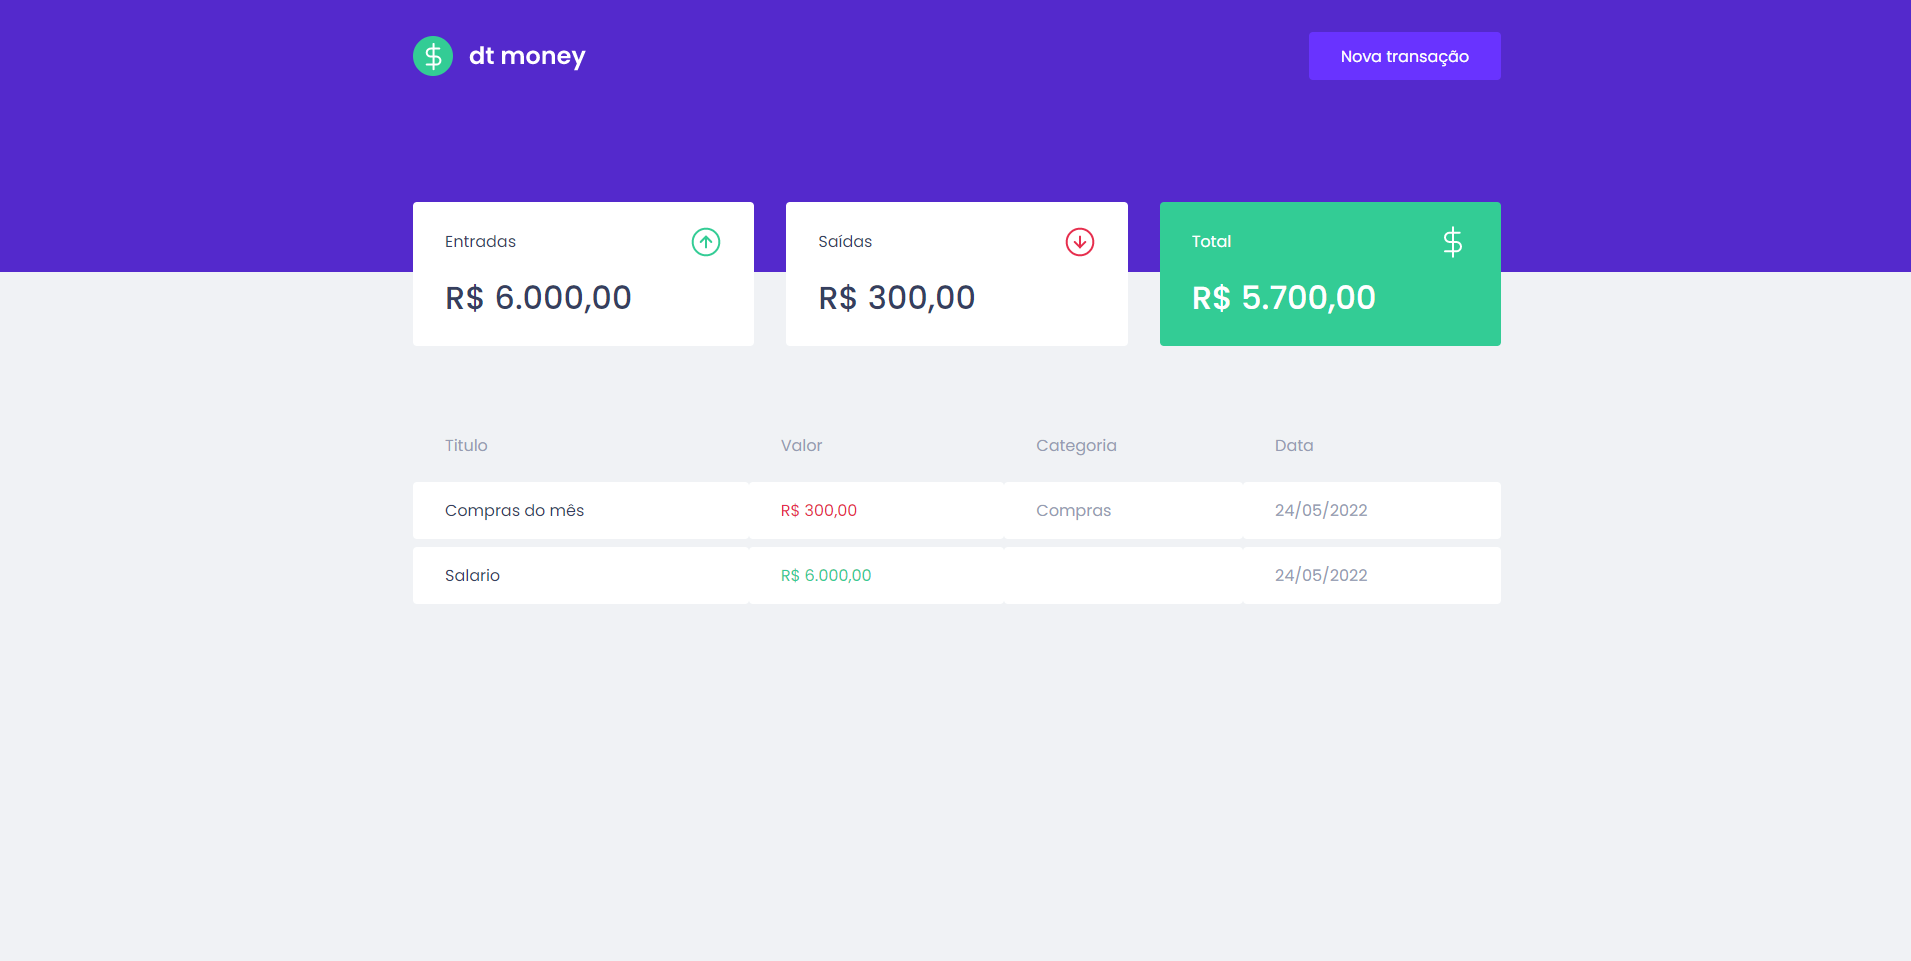 dt money
Nova transação
Entradas
R$ 6.000,00
Saídas
R$ 300,00
Total
R$ 5.700,00
Titulo Valor Categoria Data
Compras do mês R$ 300,00 Compras 24/05/2022
Salario R$ 6.000,00 24/05/2022